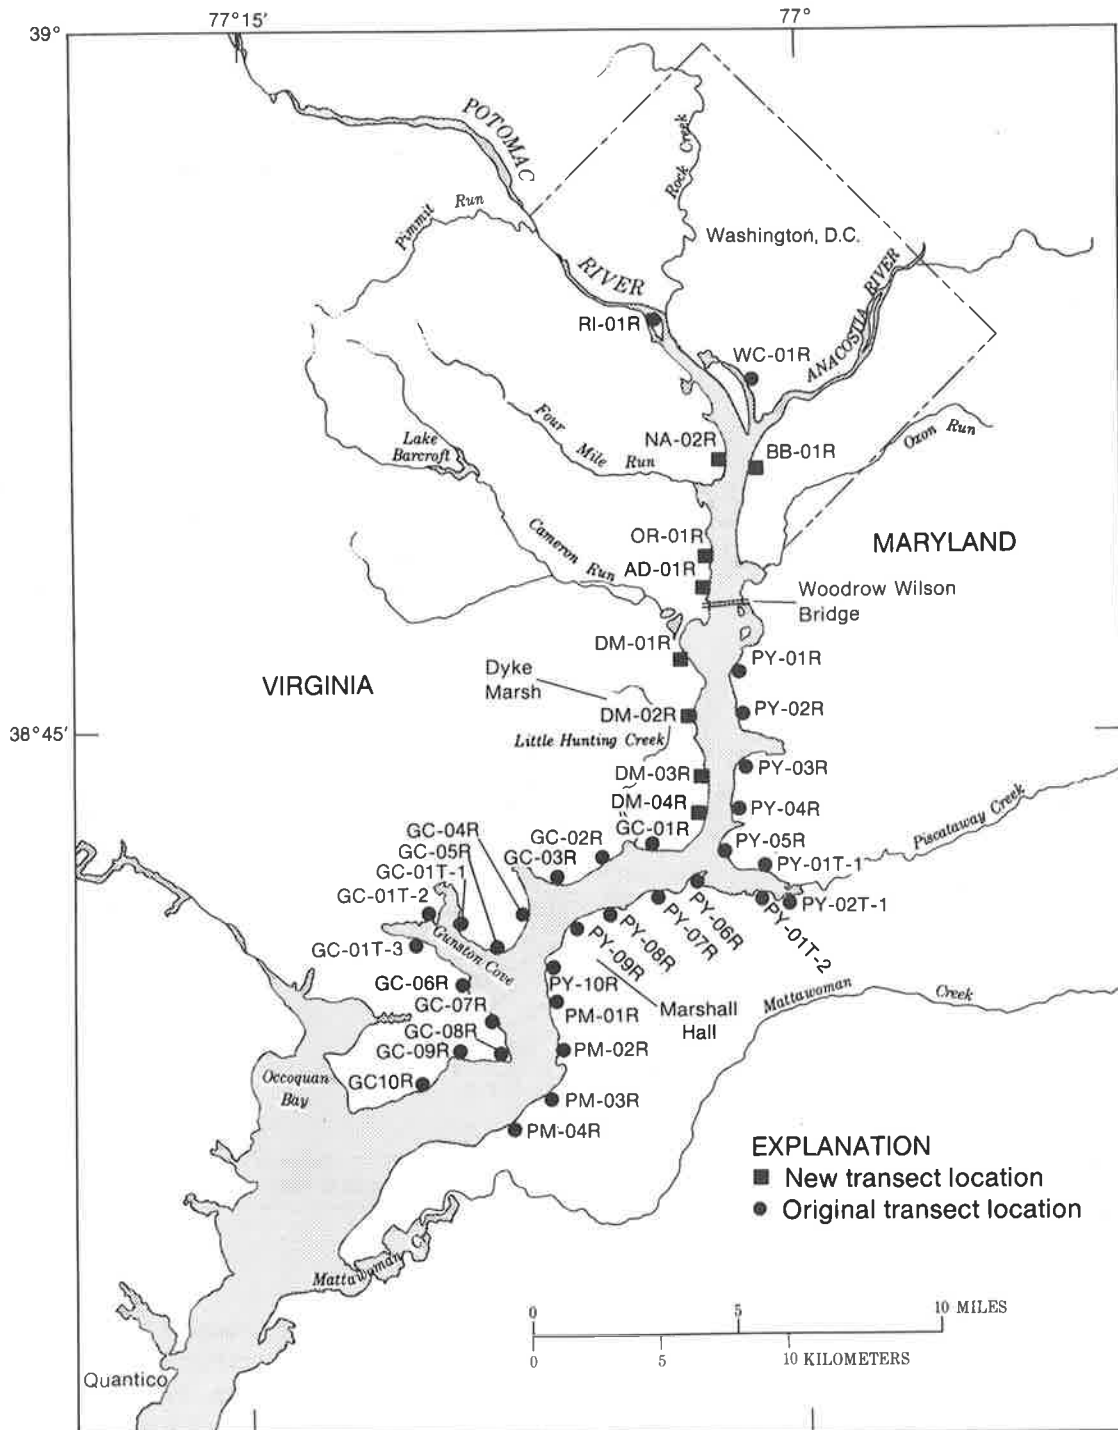 77°15′
77°
39°
POTOMAC
Rock Creek
Pimmit Run
Washington, D.C.
RIVER
ANACOSTIA RIVER
RI-01R
WC-01R
Four Mile Run
Lake
Barcroft
NA-02R
BB-01R
Oxon Run
OR-01R
Cameron Run
MARYLAND
AD-01R
Woodrow Wilson
Bridge
DM-01R
PY-01R
Dyke
Marsh
VIRGINIA
DM-02R
PY-02R
38°45′
Little Hunting Creek
DM-03R
PY-03R
DM-04R
PY-04R
Piscataway Creek
GC-04R
GC-02R
GC-01R
GC-05R
GC-03R
PY-05R
GC-01T-1
PY-01T-1
GC-01T-2
PY-02T-1
PY-06R
PY-01T-2
PY-07R
PY-08R
PY-09R
GC-01T-3
Gunston Cove
GC-06R
PY-10R
Mattawoman Creek
GC-07R
PM-01R
Marshall
Hall
GC-08R
GC-09R
PM-02R
Occoquan
Bay
GC10R
PM-03R
PM-04R
EXPLANATION
New transect location
Original transect location
Mattawoman C.
0 5 10 MILES
0 5 10 KILOMETERS
Quantico